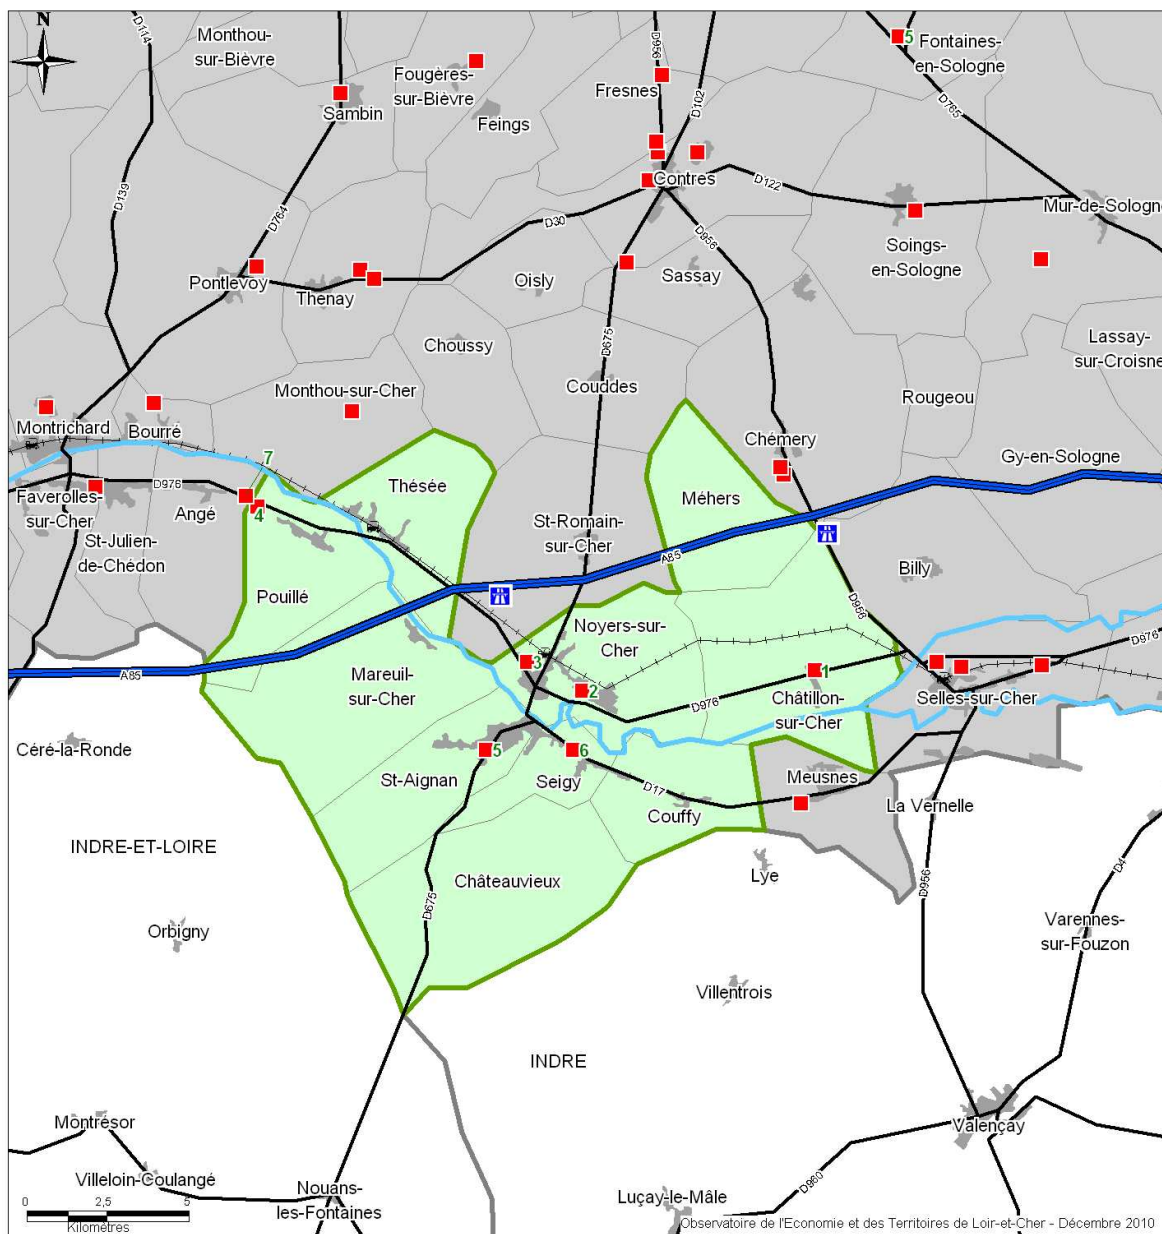 N
D114
Monthou-
sur-Bièvre
Fougères-
sur-Bièvre
Feings
Sambin
D956
Fresnes
D102
5
Fontaines-
en-Sologne
D765
D139
D764
Contres
D122
Mur-de-Sologne
Soings-
en-Sologne
D30
D956
Pontlevoy
Thenay
Oisly
Sassay
Choussy
D675
Couddes
Lassay-
sur-Croisne
Monthou-sur-Cher
Rougeou
Montrichard
Bourré
Chémery
Gy-en-Sologne
7
Thésée
Méhers
D976
Faverolles-
sur-Cher
Angé
4
St-Romain-
sur-Cher
St-Julien-
de-Chédon
A85
Billy
Pouillé
D956
Noyers-sur-
Cher
D976
3
A85
Mareuil-
sur-Cher
1
2
Châtillon-
sur-Cher
Selles-sur-Cher
D976
Céré-la-Ronde
5
6
St-Aignan
Seigy
D17
Meusnes
Couffy
La Vernelle
INDRE-ET-LOIRE
Lye
D4
Châteauvieux
D956
D675
Orbigny
Varennes-
sur-Fouzon
Villentrois
INDRE
Montrésor
Valençay
Villeloin-Coulangé
D960
Nouans-
les-Fontaines
Luçay-le-Mâle
0 2,5 5
Kilomètres
Observatoire de l'Economie et des Territoires de Loir-et-Cher - Décembre 2010